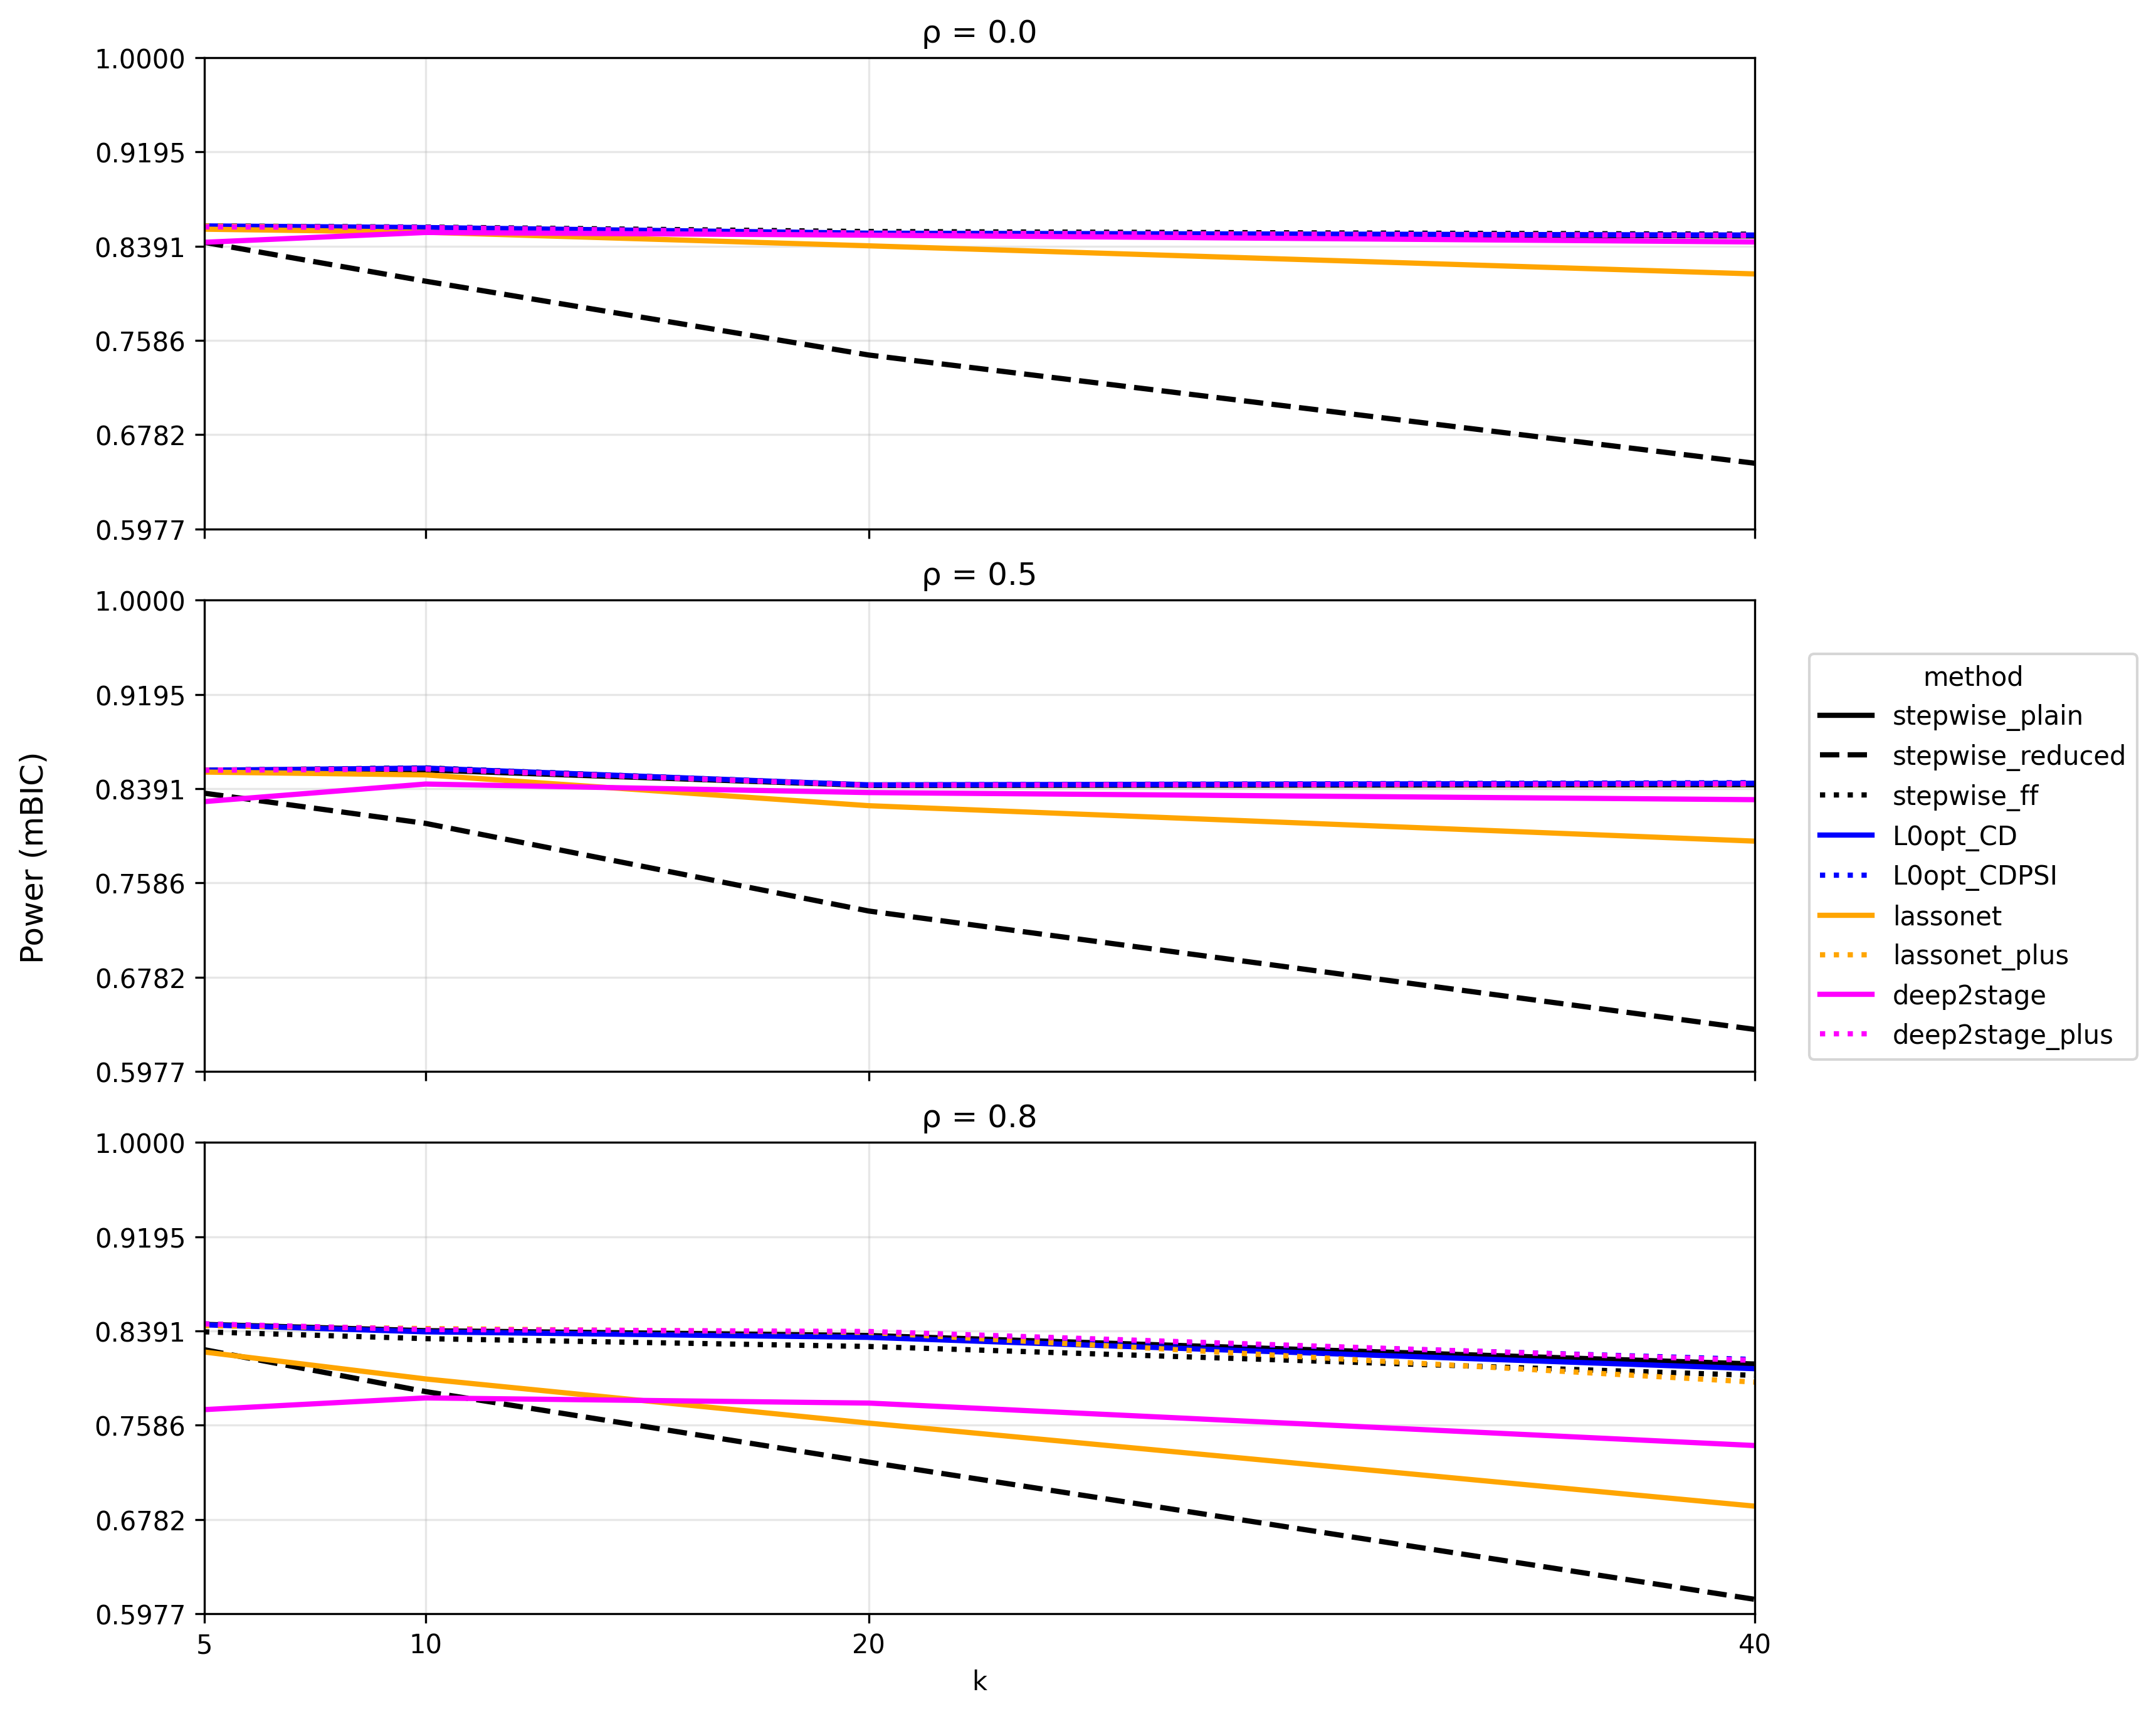 ρ = 0.0
1.0000
0.9195
0.8391
0.7586
0.6782
0.5977
ρ = 0.5
1.0000
0.9195
0.8391
0.7586
0.6782
0.5977
Power (mBIC)
ρ = 0.8
1.0000
0.9195
0.8391
0.7586
0.6782
0.5977
5 10 20 40
k
method
stepwise_plain
stepwise_reduced
stepwise_ff
L0opt_CD
L0opt_CDPSI
lassonet
lassonet_plus
deep2stage
deep2stage_plus